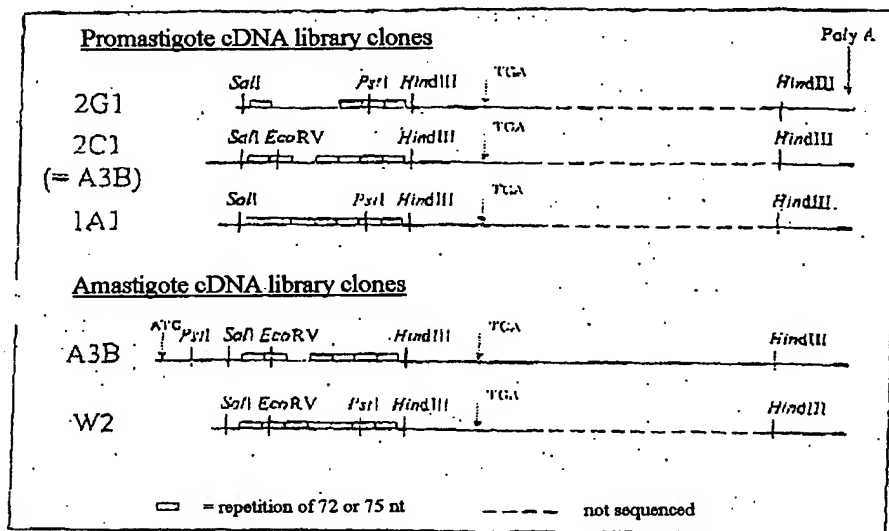 Promastigote cDNA library clones
Poly A
SalI PstI HindIII TGA HindIII
2G1
SalI EcoRV HindIII TGA HindIII
2C1
(= A3B)
SalI PstI HindIII TGA HindIII.
1A1
Amastigote cDNA library clones
ATG PstI SalI EcoRV HindIII TGA HindIII
A3B
SalI EcoRV PstI HindIII TGA HindIII
W2
= repetition of 72 or 75 nt
not sequenced